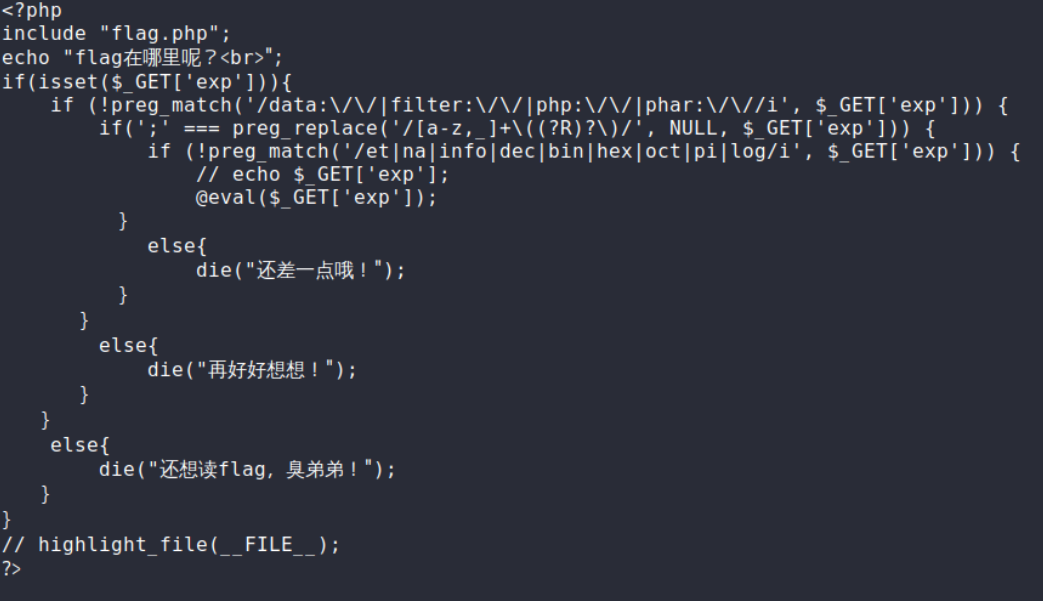 <?php
include "flag.php";
echo "flag在哪里呢？<br>";
if(isset($_GET['exp'])){
    if (!preg_match('/data:\/\/|filter:\/\/|php:\/\/|phar:\/\//i', $_GET['exp'])) {
        if(';' === preg_replace('/[a-z,_]+\((?R)?\)/', NULL, $_GET['exp'])) {
            if (!preg_match('/et|na|info|dec|bin|hex|oct|pi|log/i', $_GET['exp'])) {
                // echo $_GET['exp'];
                @eval($_GET['exp']);
            }
            else{
                die("还差一点哦！");
            }
        }
        else{
            die("再好好想想！");
        }
    }
    else{
        die("还想读flag，臭弟弟！");
    }
}
// highlight_file(__FILE__);
?>